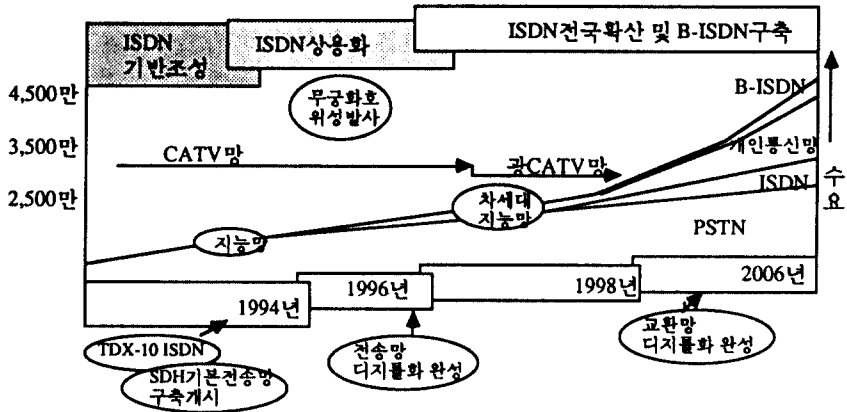 ISDN
기반조성
ISDN상용화
ISDN전국확산 및 B-ISDN구축
4,500만
3,500만
2,500만
무궁화호
위성발사
B-ISDN
개인통신망
ISDN
PSTN
수요
CATV망
광CATV망
차세대
지능망
지능망
1994년
1996년
1998년
2006년
TDX-10 ISDN
SDH기본전송망
구축개시
전송망
디지틀화 완성
교환망
디지틀화 완성